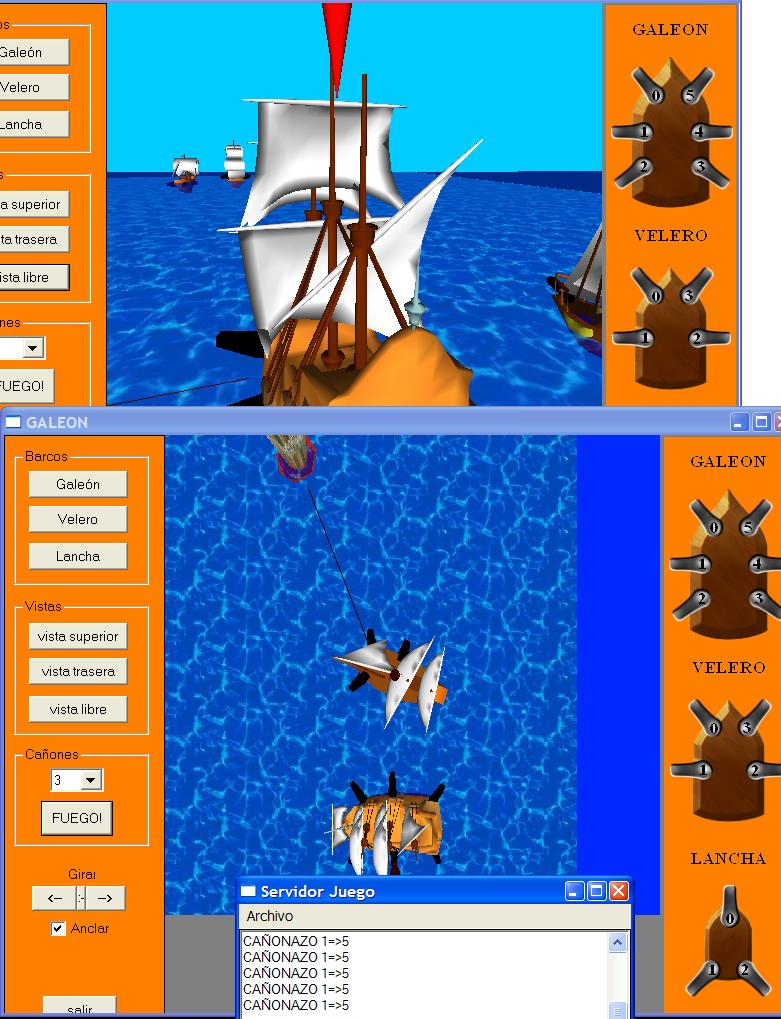 os
Galeón
Velero
Lancha
s
a superior
ta trasera
ista libre
nes
FUEGO!
GALEON
0 5
1 4
2 3
VELERO
0 3
1 2
GALEON
Barcos
Galeón
Velero
Lancha
Vistas
vista superior
vista trasera
vista libre
Cañones
3
FUEGO!
Girar
<- :- ->
Anclar
salir
GALEON
0 5
1 4
2 3
VELERO
0 3
1 2
LANCHA
0
1 2
Servidor Juego
Archivo
CAÑONAZO 1=>5
CAÑONAZO 1=>5
CAÑONAZO 1=>5
CAÑONAZO 1=>5
CAÑONAZO 1=>5